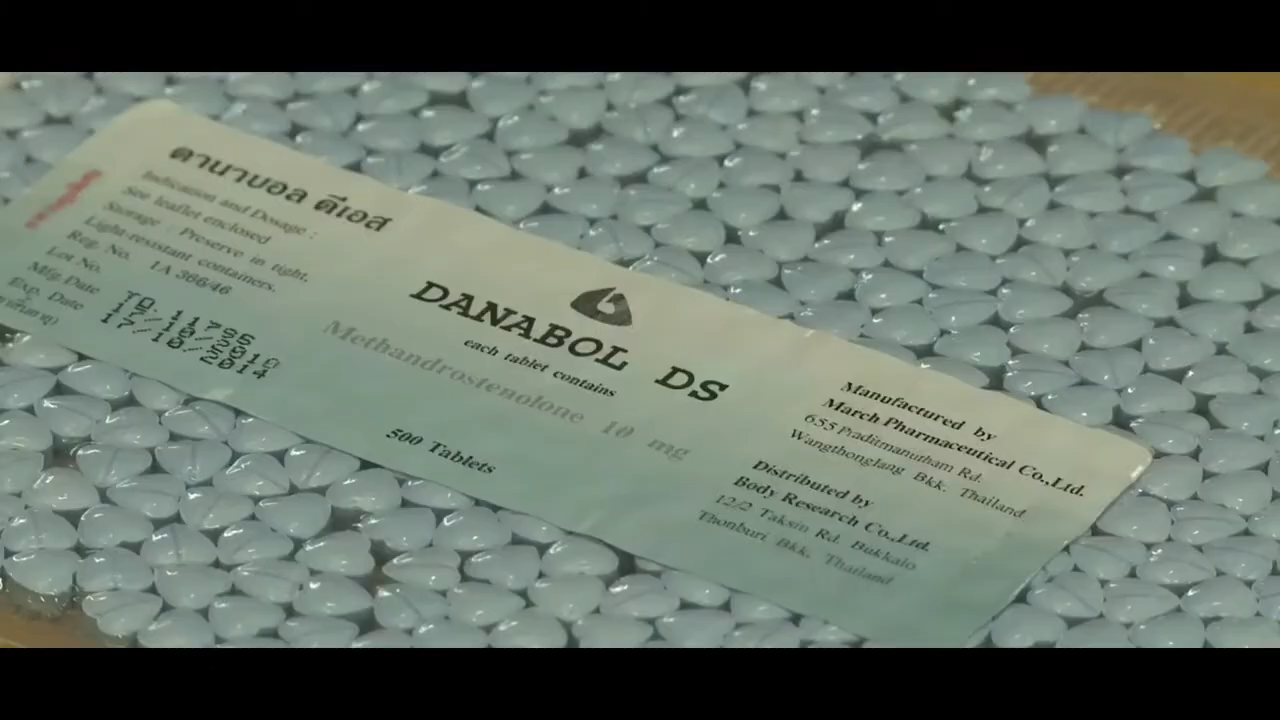 ดานาบอล ดีเอส
Indication and Dosage :
See leaflet enclosed
Storage : Preserve in tight.
Light-resistant containers.
Reg. No. 1A 366/46
Lot No. TD 11796
Mfg.Date 17/10/2010
Exp. Date 17/10/2014
DANABOL DS
each tablet contains
Methandrostenolone 10 mg
500 Tablets
Manufactured by
March Pharmaceutical Co.,Ltd.
655 Praditmanutham Rd.
Wangthonglang Bkk. Thailand
Distributed by
Body Research Co.,Ltd.
12/2 Taksin Rd. Bukkalo
Thonburi Bkk. Thailand